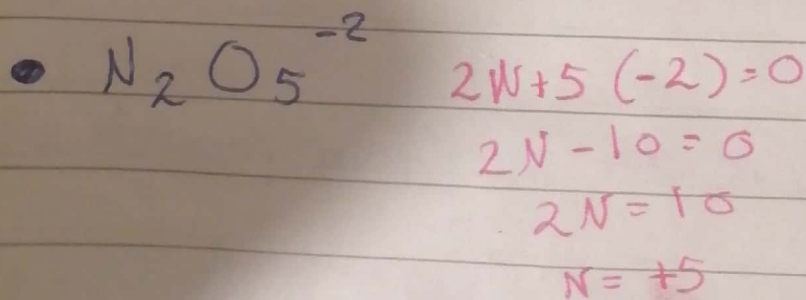 • N₂O₅⁻²
2N+5(-2)=0
2N-10=0
2N=10
N=+5